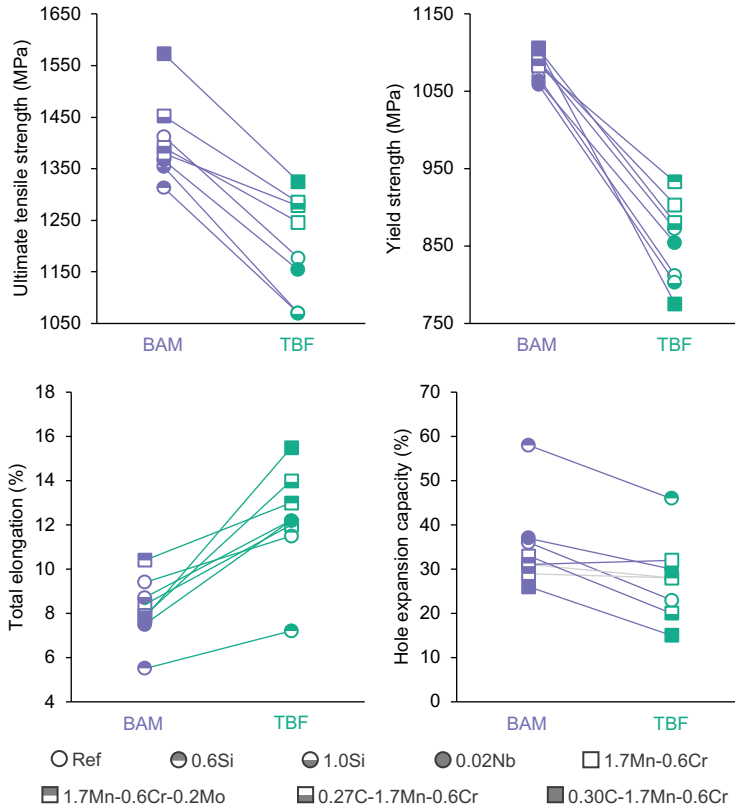 Ultimate tensile strength (MPa)
1650
1550
1450
1350
1250
1150
1050
BAM
TBF
Yield strength (MPa)
1150
1050
950
850
750
BAM
TBF
Total elongation (%)
18
16
14
12
10
8
6
4
BAM
TBF
Hole expansion capacity (%)
70
60
50
40
30
20
10
0
BAM
TBF
Ref
0.6Si
1.0Si
0.02Nb
1.7Mn-0.6Cr
1.7Mn-0.6Cr-0.2Mo
0.27C-1.7Mn-0.6Cr
0.30C-1.7Mn-0.6Cr